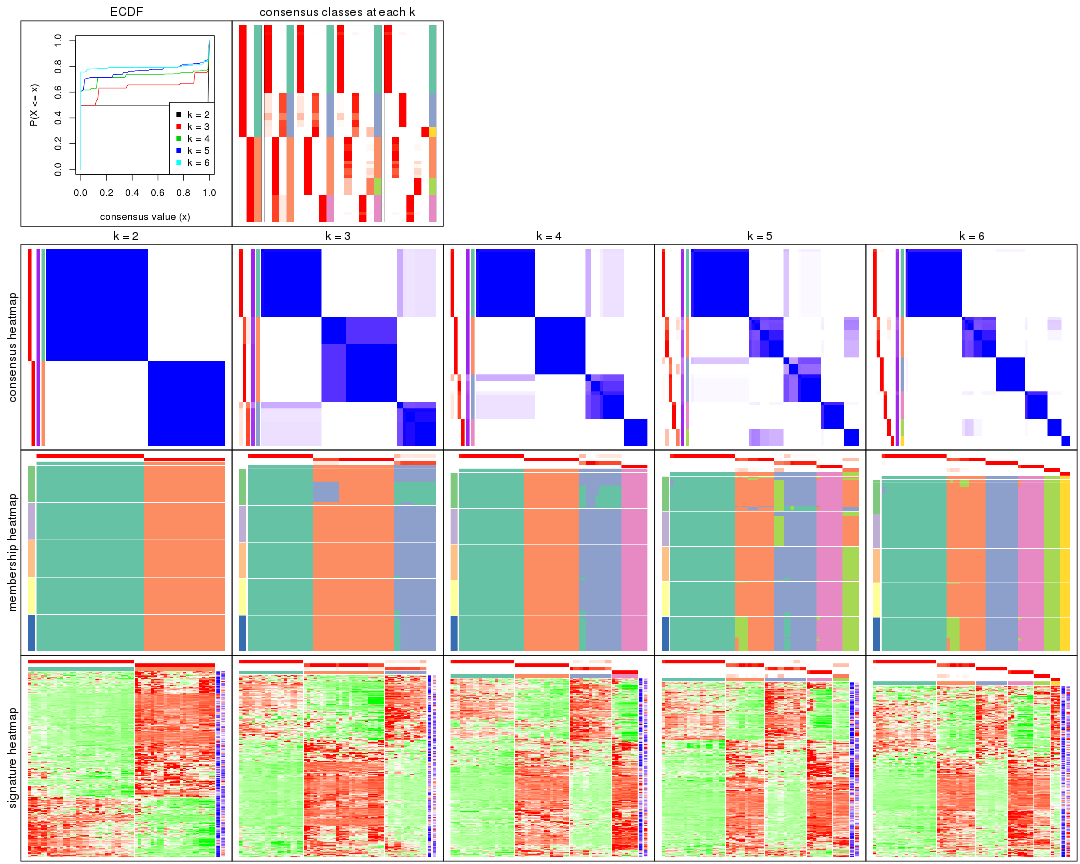 ECDF
consensus classes at each k
P(X <= x)
0.0 0.2 0.4 0.6 0.8 1.0
k = 2
k = 3
k = 4
k = 5
k = 6
0.0 0.2 0.4 0.6 0.8 1.0
consensus value (x)
k = 2
k = 3
k = 4
k = 5
k = 6
consensus heatmap
membership heatmap
signature heatmap